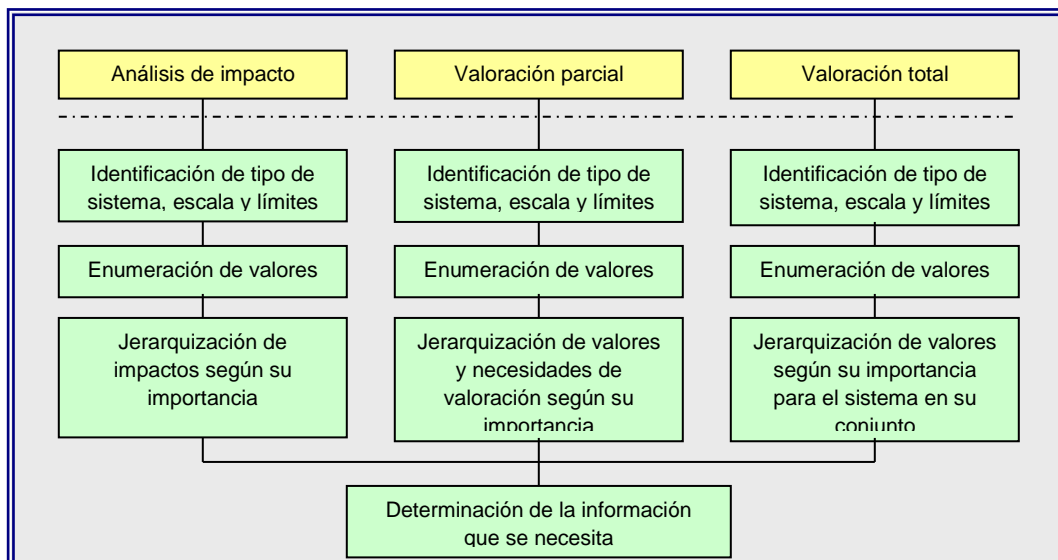 Análisis de impacto
Valoración parcial
Valoración total
Identificación de tipo de
sistema, escala y límites
Identificación de tipo de
sistema, escala y límites
Identificación de tipo de
sistema, escala y límites
Enumeración de valores
Enumeración de valores
Enumeración de valores
Jerarquización de
impactos según su
importancia
Jerarquización de valores
y necesidades de
valoración según su
importancia
Jerarquización de valores
según su importancia
para el sistema en su
conjunto
Determinación de la información
que se necesita